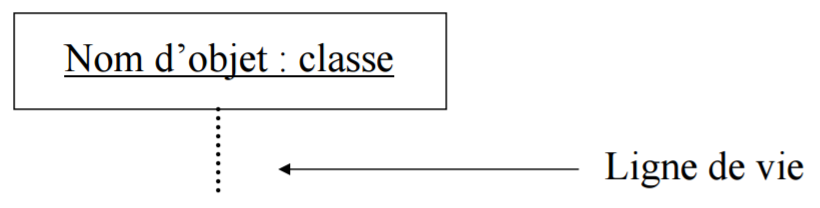 Nom d’objet : classe
Ligne de vie